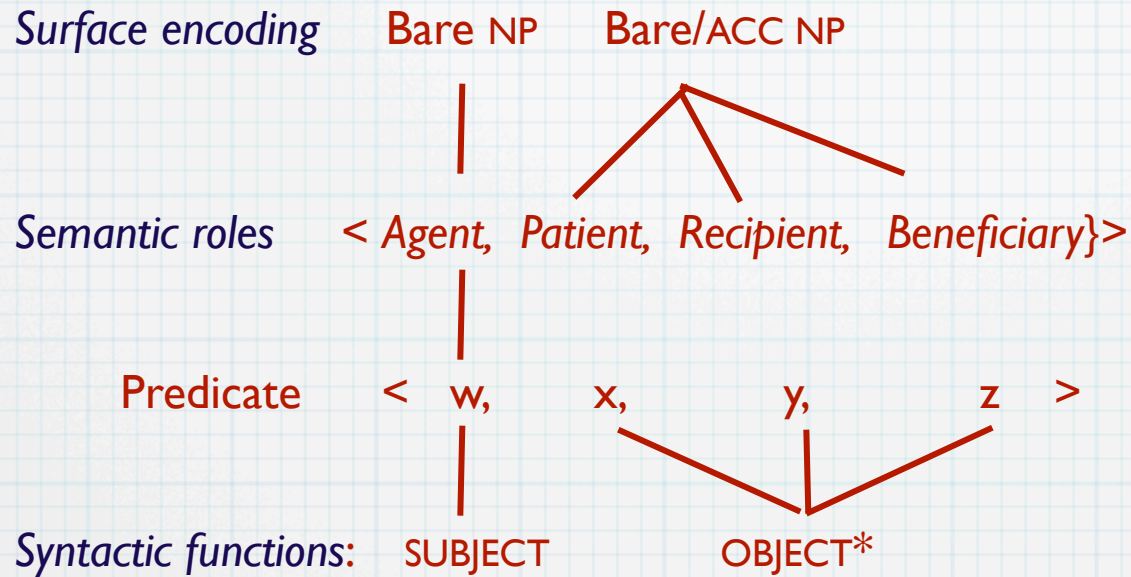 Surface encoding Bare NP Bare/ACC NP
Semantic roles < Agent, Patient, Recipient, Beneficiary}>
Predicate < w, x, y, z >
Syntactic functions: SUBJECT OBJECT*